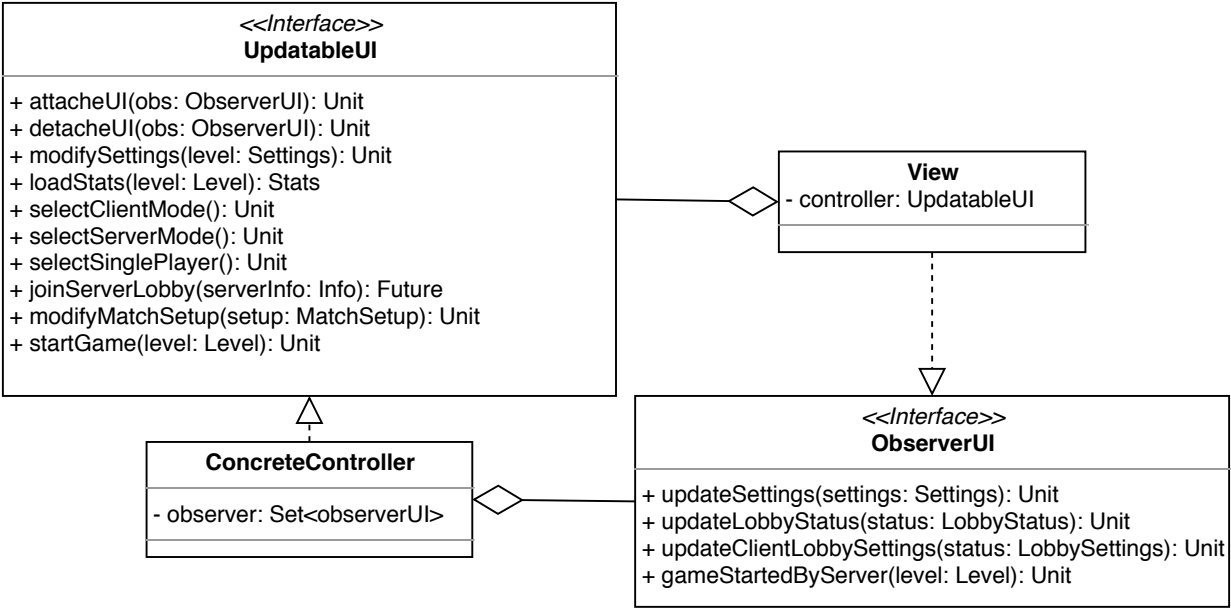 <<Interface>>
UpdatableUI
+ attacheUI(obs: ObserverUI): Unit
+ detacheUI(obs: ObserverUI): Unit
+ modifySettings(level: Settings): Unit
+ loadStats(level: Level): Stats
+ selectClientMode(): Unit
+ selectServerMode(): Unit
+ selectSinglePlayer(): Unit
+ joinServerLobby(serverInfo: Info): Future
+ modifyMatchSetup(setup: MatchSetup): Unit
+ startGame(level: Level): Unit
View
- controller: UpdatableUI
ConcreteController
- observer: Set<observerUI>
<<Interface>>
ObserverUI
+ updateSettings(settings: Settings): Unit
+ updateLobbyStatus(status: LobbyStatus): Unit
+ updateClientLobbySettings(status: LobbySettings): Unit
+ gameStartedByServer(level: Level): Unit